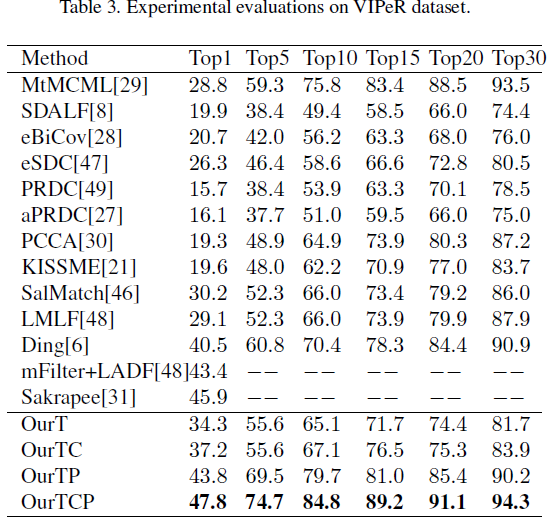 Table 3. Experimental evaluations on VIPeR dataset.
Method Top1 Top5 Top10 Top15 Top20 Top30
MtMCML[29] 28.8 59.3 75.8 83.4 88.5 93.5
SDALF[8] 19.9 38.4 49.4 58.5 66.0 74.4
eBiCov[28] 20.7 42.0 56.2 63.3 68.0 76.0
eSDC[47] 26.3 46.4 58.6 66.6 72.8 80.5
PRDC[49] 15.7 38.4 53.9 63.3 70.1 78.5
aPRDC[27] 16.1 37.7 51.0 59.5 66.0 75.0
PCCA[30] 19.3 48.9 64.9 73.9 80.3 87.2
KISSME[21] 19.6 48.0 62.2 70.9 77.0 83.7
SalMatch[46] 30.2 52.3 66.0 73.4 79.2 86.0
LMLF[48] 29.1 52.3 66.0 73.9 79.9 87.9
Ding[6] 40.5 60.8 70.4 78.3 84.4 90.9
mFilter+LADF[48]43.4 −− −− −− −− −−
Sakrapee[31] 45.9 −− −− −− −− −−
OurT 34.3 55.6 65.1 71.7 74.4 81.7
OurTC 37.2 55.6 67.1 76.5 75.3 83.9
OurTP 43.8 69.5 79.7 81.0 85.4 90.2
OurTCP 47.8 74.7 84.8 89.2 91.1 94.3